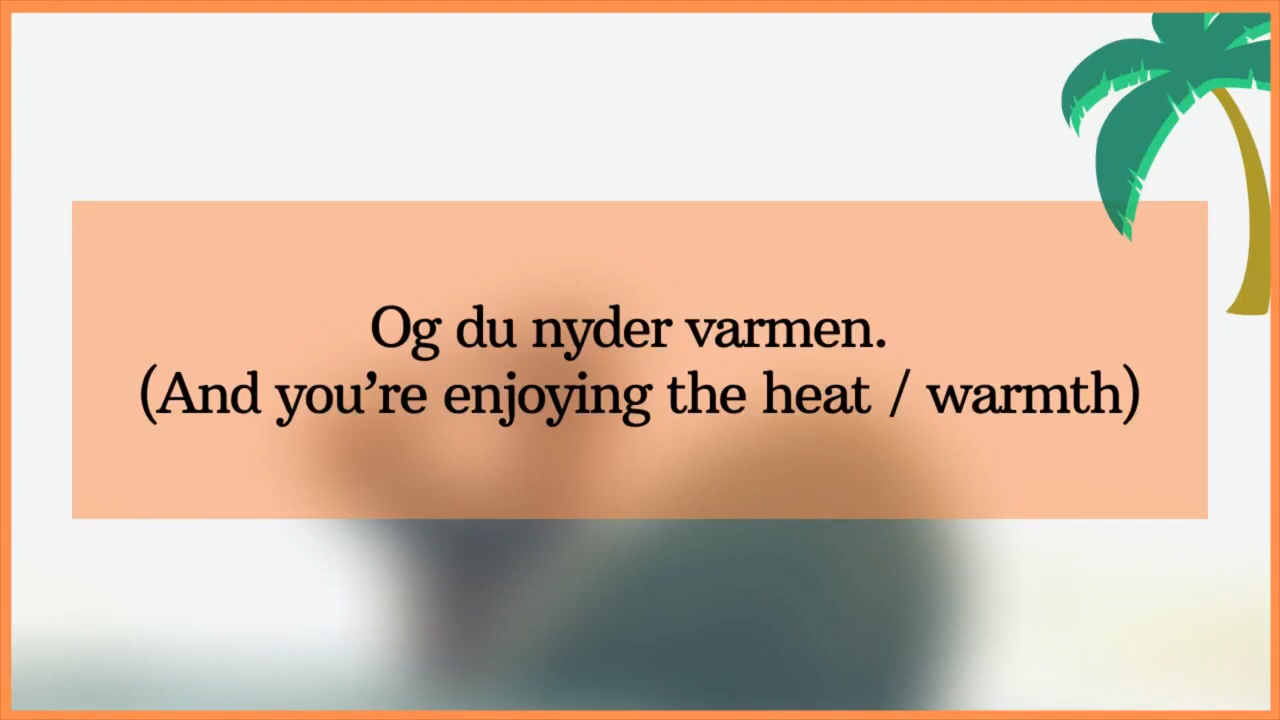 Og du nyder varmen.
(And you’re enjoying the heat / warmth)